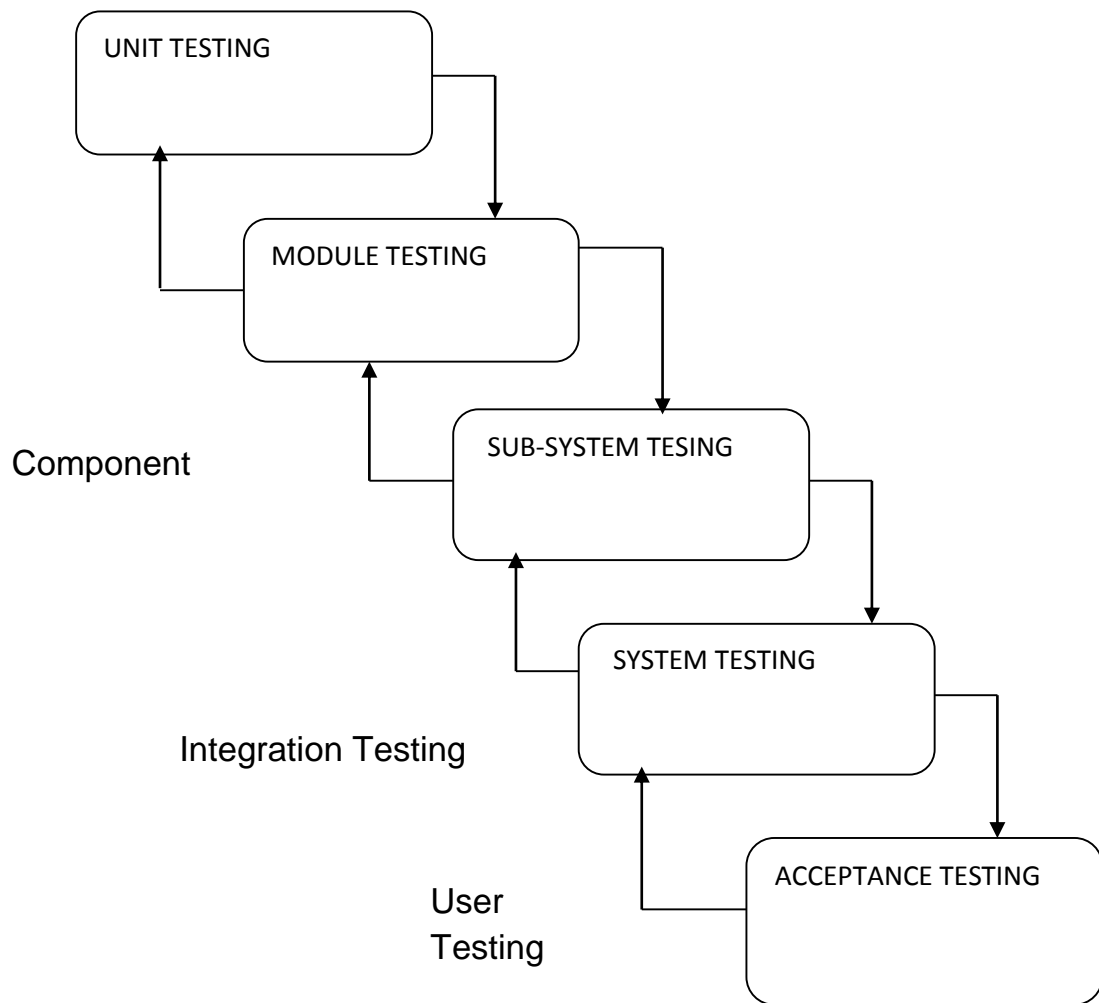 UNIT TESTING
MODULE TESTING
Component
SUB-SYSTEM TESING
SYSTEM TESTING
Integration Testing
ACCEPTANCE TESTING
User
Testing